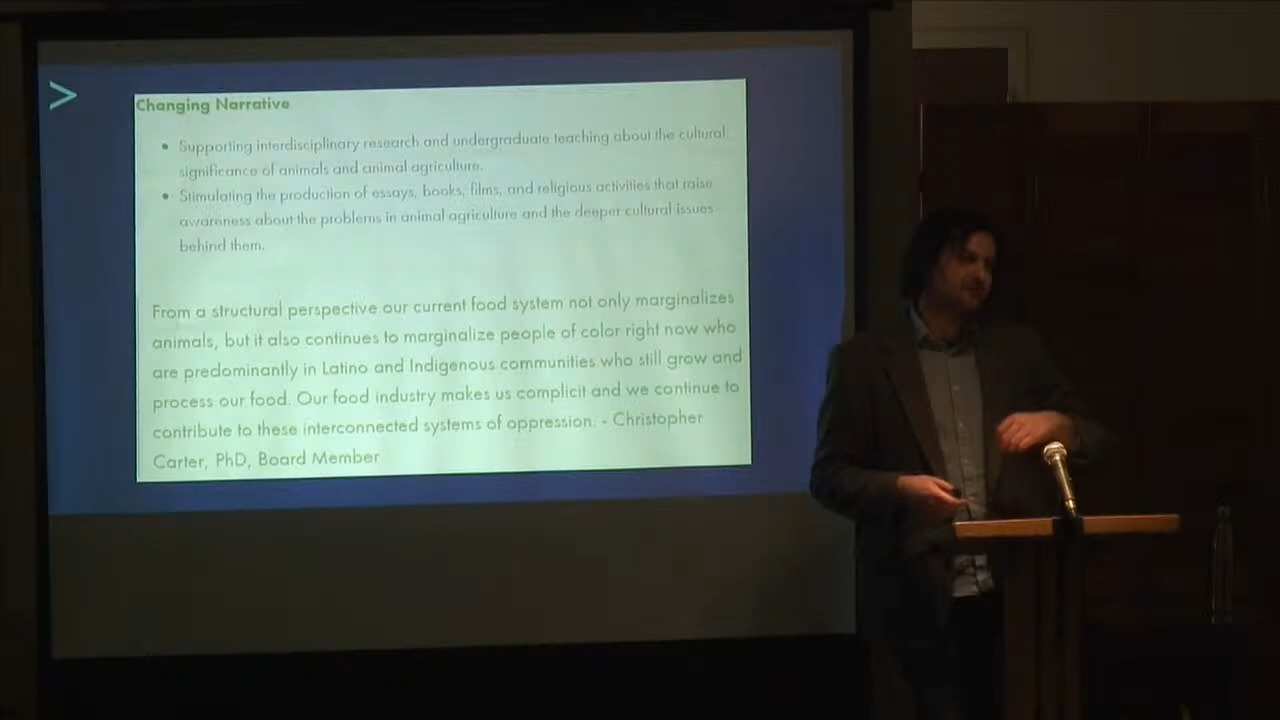 >
Changing Narrative
• Supporting interdisciplinary research and undergraduate teaching about the cultural
significance of animals and animal agriculture.
• Stimulating the production of essays, books, films, and religious activities that raise
awareness about the problems in animal agriculture and the deeper cultural issues
behind them.
From a structural perspective our current food system not only marginalizes
animals, but it also continues to marginalize people of color right now who
are predominantly in Latino and Indigenous communities who still grow and
process our food. Our food industry makes us complicit and we continue to
contribute to these interconnected systems of oppression. - Christopher
Carter, PhD, Board Member